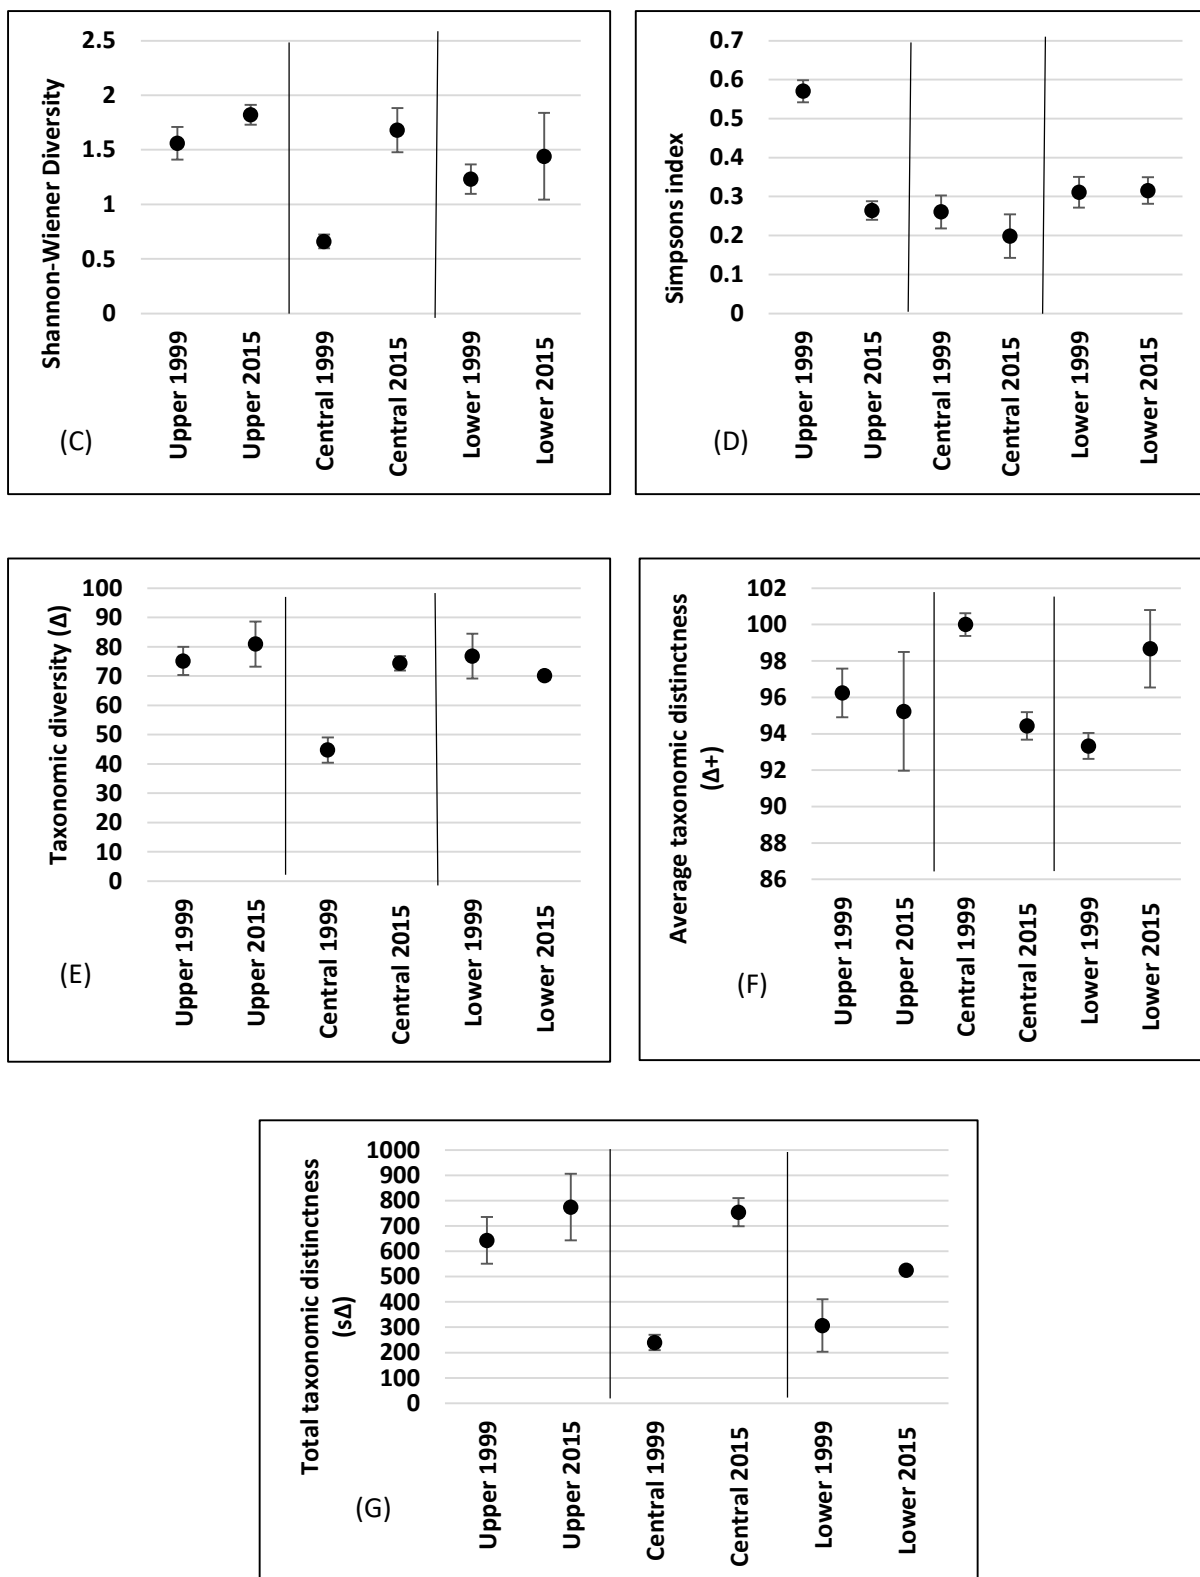 Shannon-Wiener Diversity
2.5
2
1.5
1
0.5
0
Upper 1999
Upper 2015
Central 1999
Central 2015
Lower 1999
Lower 2015
(C)
Simpsons index
0.7
0.6
0.5
0.4
0.3
0.2
0.1
0
Upper 1999
Upper 2015
Central 1999
Central 2015
Lower 1999
Lower 2015
(D)
Taxonomic diversity (Δ)
100
90
80
70
60
50
40
30
20
10
0
Upper 1999
Upper 2015
Central 1999
Central 2015
Lower 1999
Lower 2015
(E)
Average taxonomic distinctness
(Δ+)
102
100
98
96
94
92
90
88
86
Upper 1999
Upper 2015
Central 1999
Central 2015
Lower 1999
Lower 2015
(F)
Total taxonomic distinctness
(sΔ)
1000
900
800
700
600
500
400
300
200
100
0
Upper 1999
Upper 2015
Central 1999
Central 2015
Lower 1999
Lower 2015
(G)